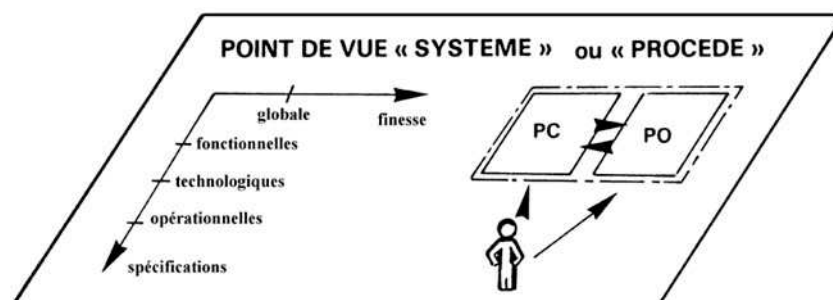 POINT DE VUE « SYSTEME » ou « PROCEDE »
globale
finesse
fonctionnelles
technologiques
opérationnelles
spécifications
PC
PO